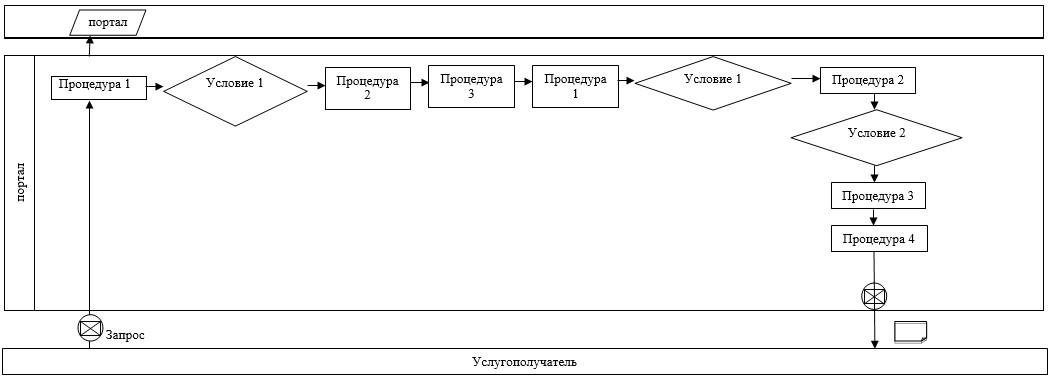 портал
портал
Процедура 1
Условие 1
Процедура
2
Процедура
3
Процедура
1
Условие 1
Процедура 2
Условие 2
Процедура 3
Процедура 4
Запрос
Услугополучатель